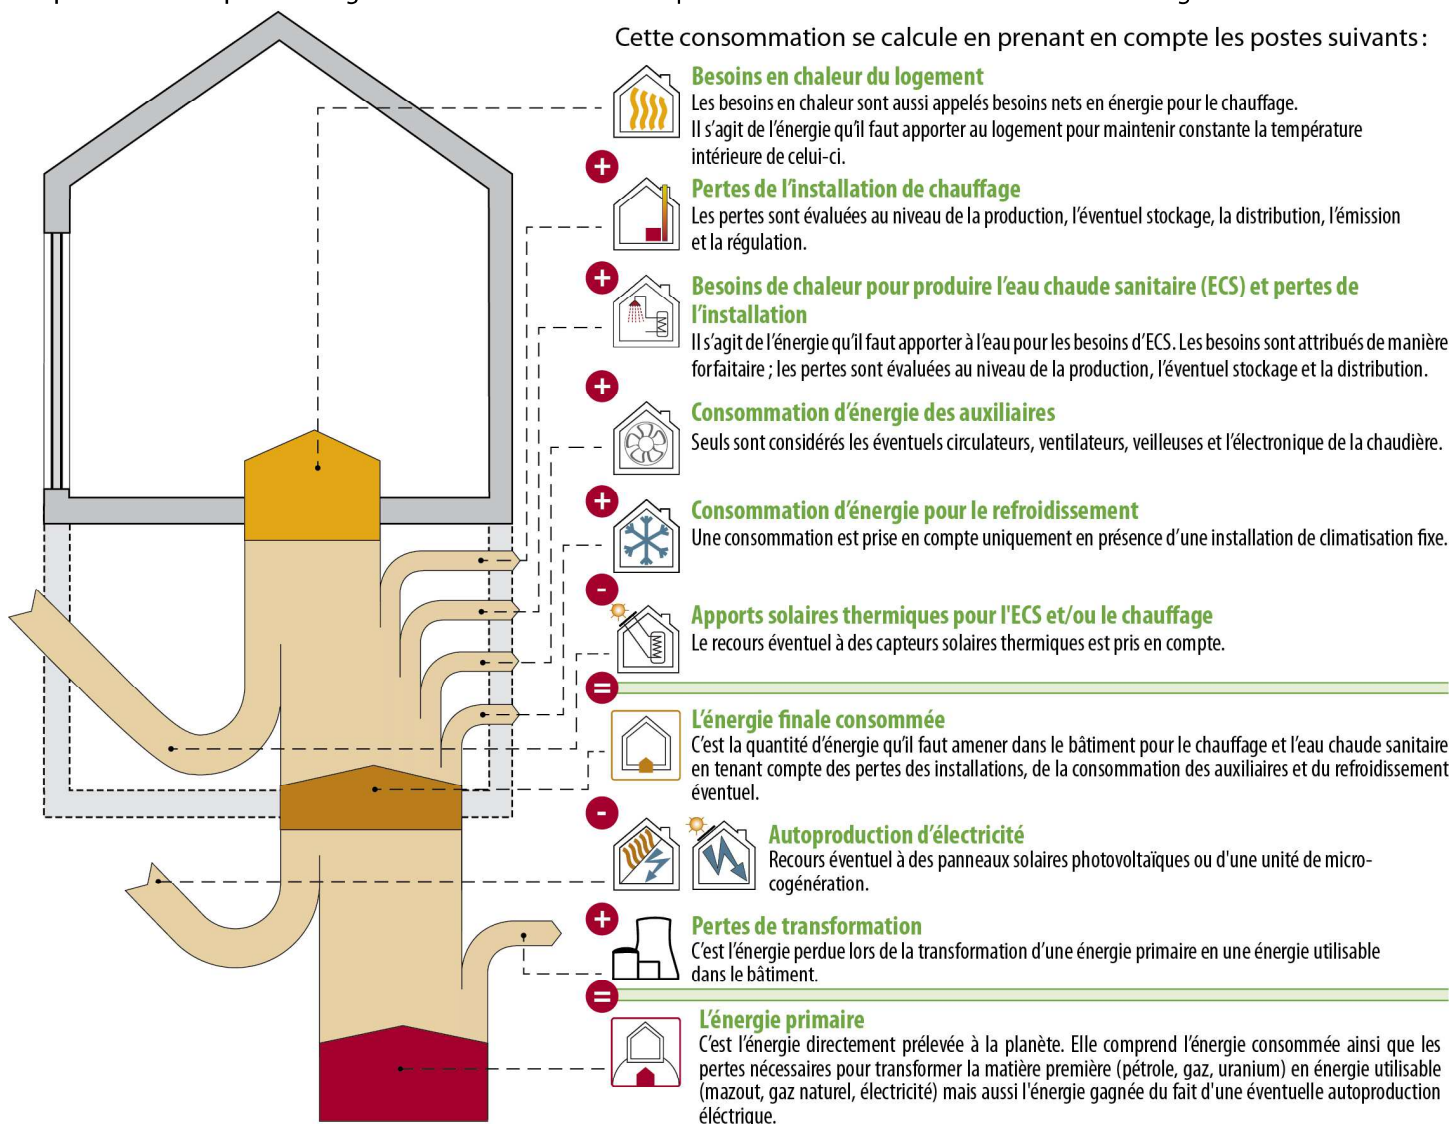 Cette consommation se calcule en prenant en compte les postes suivants :
Besoins en chaleur du logement
Les besoins en chaleur sont aussi appelés besoins nets en énergie pour le chauffage.
Il s’agit de l’énergie qu’il faut apporter au logement pour maintenir constante la température
intérieure de celui-ci.
+
Pertes de l’installation de chauffage
Les pertes sont évaluées au niveau de la production, l’éventuel stockage, la distribution, l’émission
et la régulation.
+
Besoins de chaleur pour produire l’eau chaude sanitaire (ECS) et pertes de
l’installation
Il s’agit de l’énergie qu’il faut apporter à l’eau pour les besoins d’ECS. Les besoins sont attribués de manière
forfaitaire ; les pertes sont évaluées au niveau de la production, l’éventuel stockage et la distribution.
+
Consommation d’énergie des auxiliaires
Seuls sont considérés les éventuels circulateurs, ventilateurs, veilleuses et l’électronique de la chaudière.
+
Consommation d’énergie pour le refroidissement
Une consommation est prise en compte uniquement en présence d’une installation de climatisation fixe.
-
Apports solaires thermiques pour l'ECS et/ou le chauffage
Le recours éventuel à des capteurs solaires thermiques est pris en compte.
=
L’énergie finale consommée
C’est la quantité d’énergie qu’il faut amener dans le bâtiment pour le chauffage et l’eau chaude sanitaire
en tenant compte des pertes des installations, de la consommation des auxiliaires et du refroidissement
éventuel.
-
Autoproduction d’électricité
Recours éventuel à des panneaux solaires photovoltaïques ou d'une unité de micro-
cogénération.
+
Pertes de transformation
C’est l’énergie perdue lors de la transformation d’une énergie primaire en une énergie utilisable
dans le bâtiment.
=
L’énergie primaire
C’est l’énergie directement prélevée à la planète. Elle comprend l’énergie consommée ainsi que les
pertes nécessaires pour transformer la matière première (pétrole, gaz, uranium) en énergie utilisable
(mazout, gaz naturel, électricité) mais aussi l'énergie gagnée du fait d'une éventuelle autoproduction
éléctrique.